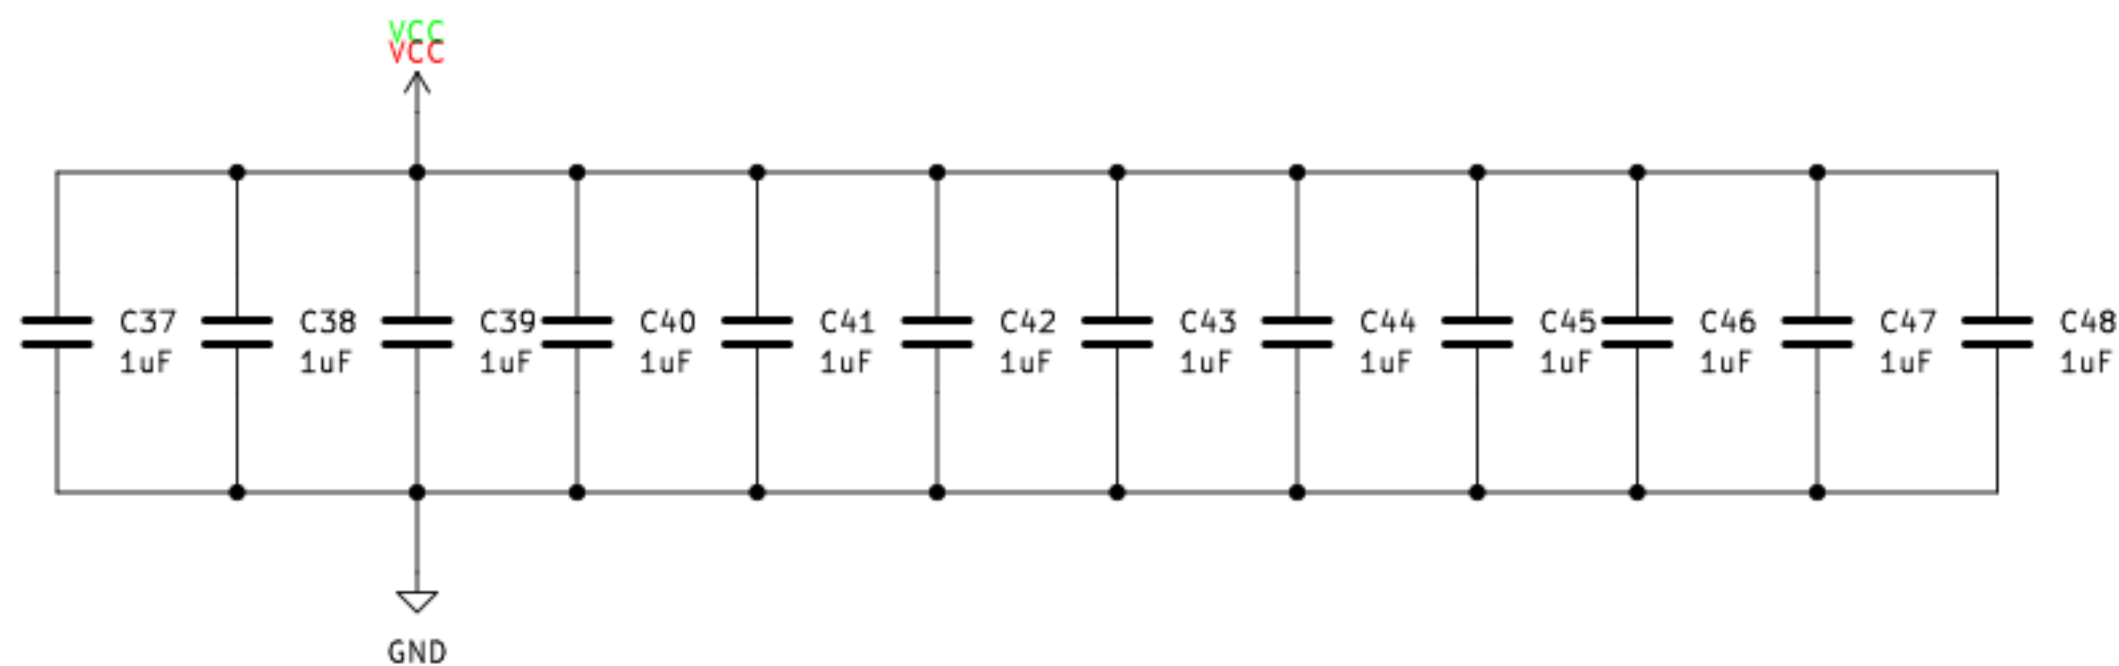 VCC
VCC
C37 C38 C39 C40 C41 C42 C43 C44 C45 C46 C47 C48
1uF 1uF 1uF 1uF 1uF 1uF 1uF 1uF 1uF 1uF 1uF 1uF
GND